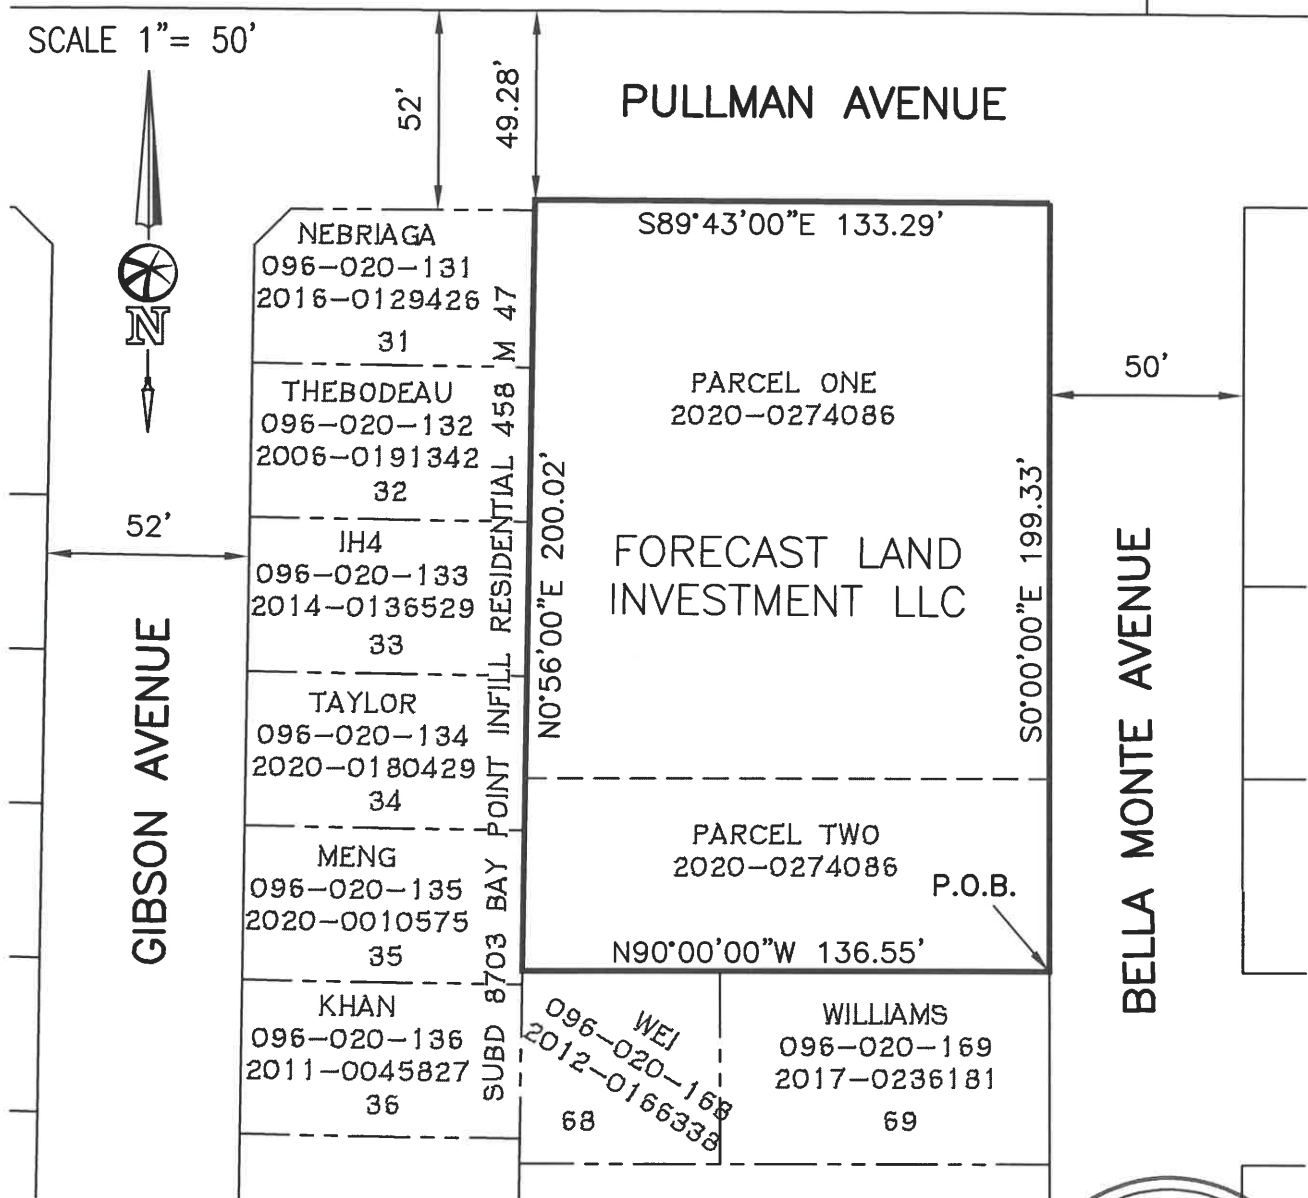 SCALE 1"= 50'
N
52'
49.28'
PULLMAN AVENUE
S89°43'00"E 133.29'
NEBRIAGA
096-020-131
2016-0129426
31
THEBODEAU
096-020-132
2006-0191342
32
IH4
096-020-133
2014-0136529
33
TAYLOR
096-020-134
2020-0180429
34
MENG
096-020-135
2020-0010575
35
KHAN
096-020-136
2011-0045827
36
SUBD 8703 BAY POINT INFILL RESIDENTIAL 458 M 47
52'
GIBSON AVENUE
N0°56'00"E 200.02'
PARCEL ONE
2020-0274086
FORECAST LAND
INVESTMENT LLC
S0°00'00"E 199.33'
50'
BELLA MONTE AVENUE
PARCEL TWO
2020-0274086
P.O.B.
N90°00'00"W 136.55'
WEI
096-020-168
2012-0166338
68
WILLIAMS
096-020-169
2017-0236181
69